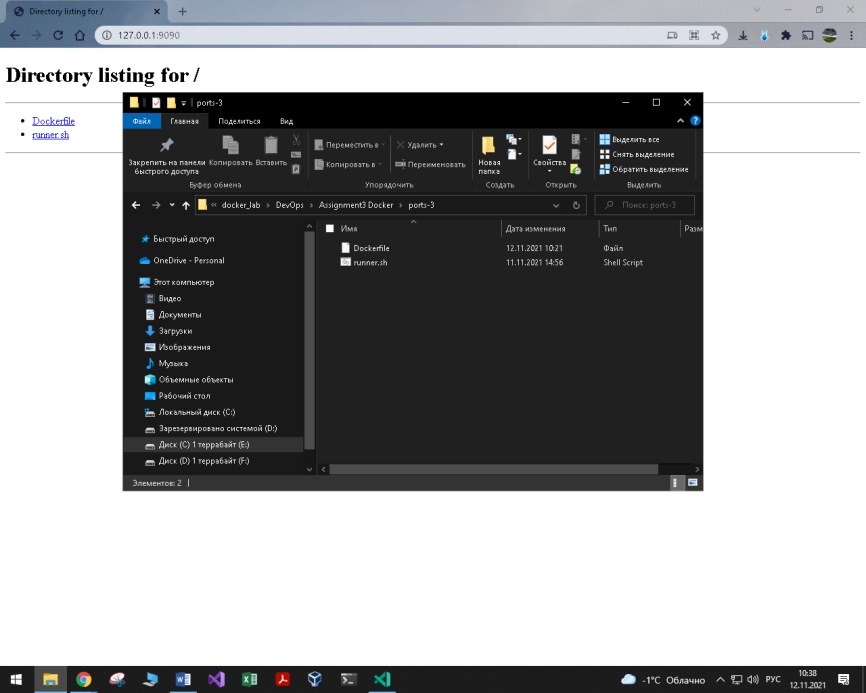 Directory listing for /
127.0.0.1:9090
Directory listing for /
Dockerfile
runner.sh
ports-3
Файл Главная Поделиться Вид
Закрепить на панели быстрого доступа
Копировать
Вставить
Переместить в
Копировать в
Удалить
Переименовать
Новая папка
Свойства
Выделить все
Снять выделение
Обратить выделение
Буфер обмена Упорядочить Создать Открыть Выделить
« docker_lab › DevOps › Assignment3 Docker › ports-3
Поиск: ports-3
Быстрый доступ
OneDrive - Personal
Этот компьютер
Видео
Документы
Загрузки
Изображения
Музыка
Объемные объекты
Рабочий стол
Локальный диск (C:)
Зарезервировано системой (D:)
Диск (C) 1 террабайт (E:)
Диск (D) 1 террабайт (F:)
Имя Дата изменения Тип Разм
Dockerfile 12.11.2021 10:21 Файл
runner.sh 11.11.2021 14:56 Shell Script
Элементов: 2
-1°C Облачно РУС 10:38
12.11.2021